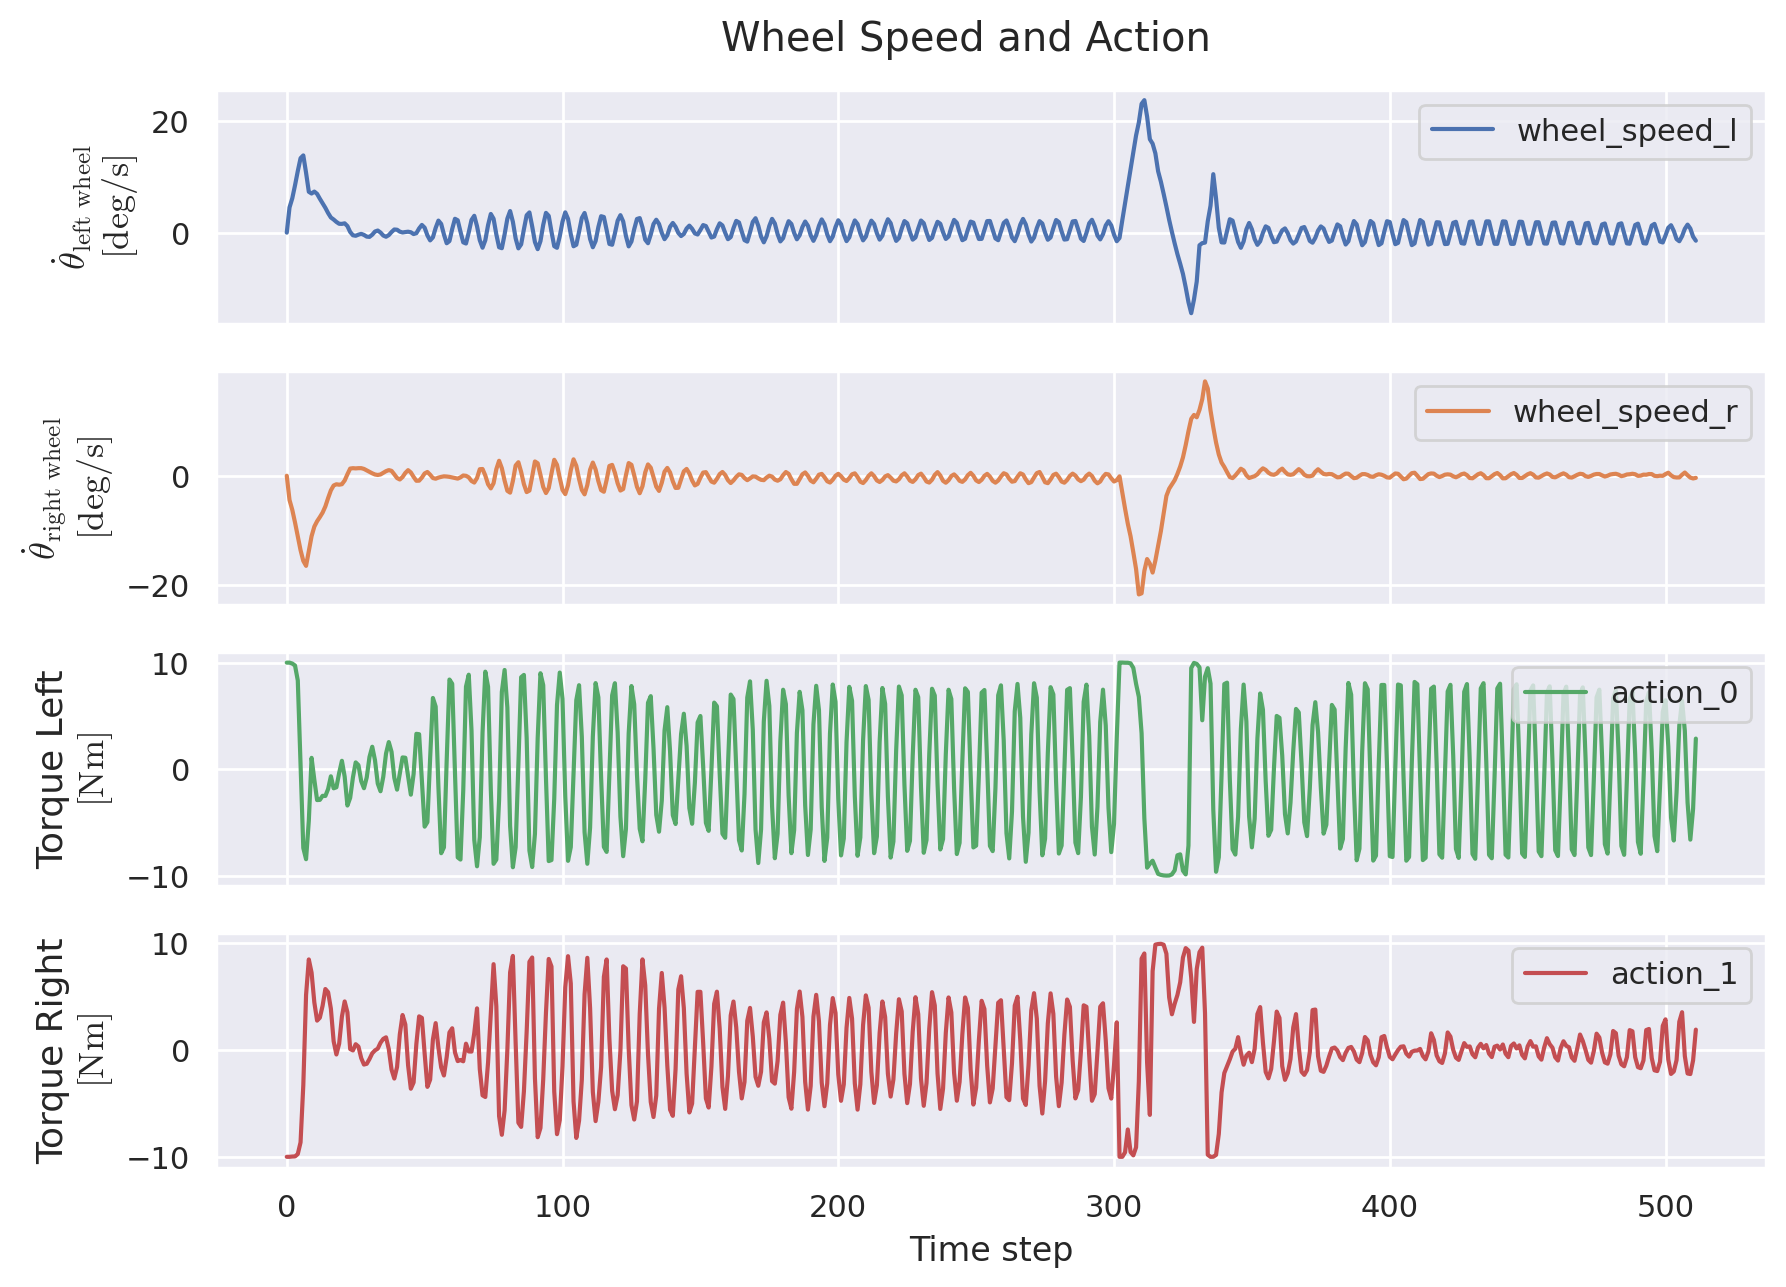 Wheel Speed and Action
θ̇left wheel
[deg/s]
20
0
wheel_speed_l
θ̇right wheel
[deg/s]
0
−20
wheel_speed_r
Torque Left
[Nm]
10
0
−10
action_0
Torque Right
[Nm]
10
0
−10
action_1
0 100 200 300 400 500
Time step